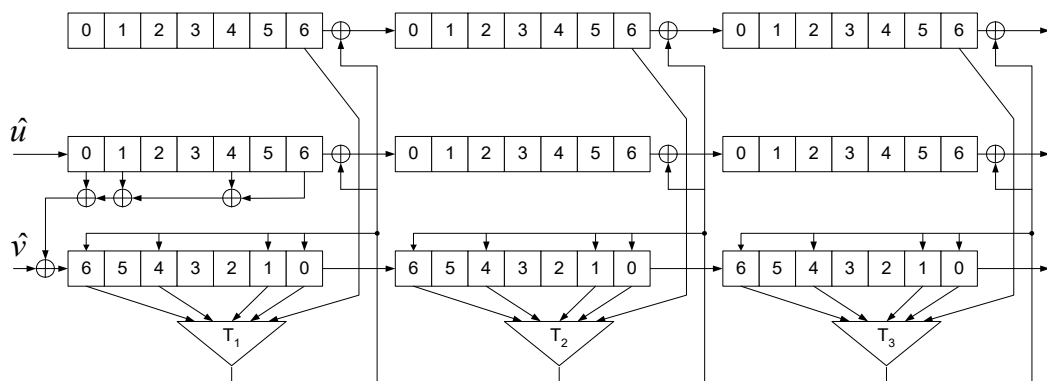 0 1 2 3 4 5 6 0 1 2 3 4 5 6 0 1 2 3 4 5 6
û 0 1 2 3 4 5 6 0 1 2 3 4 5 6 0 1 2 3 4 5 6
v̂ 6 5 4 3 2 1 0 6 5 4 3 2 1 0 6 5 4 3 2 1 0
T₁ T₂ T₃